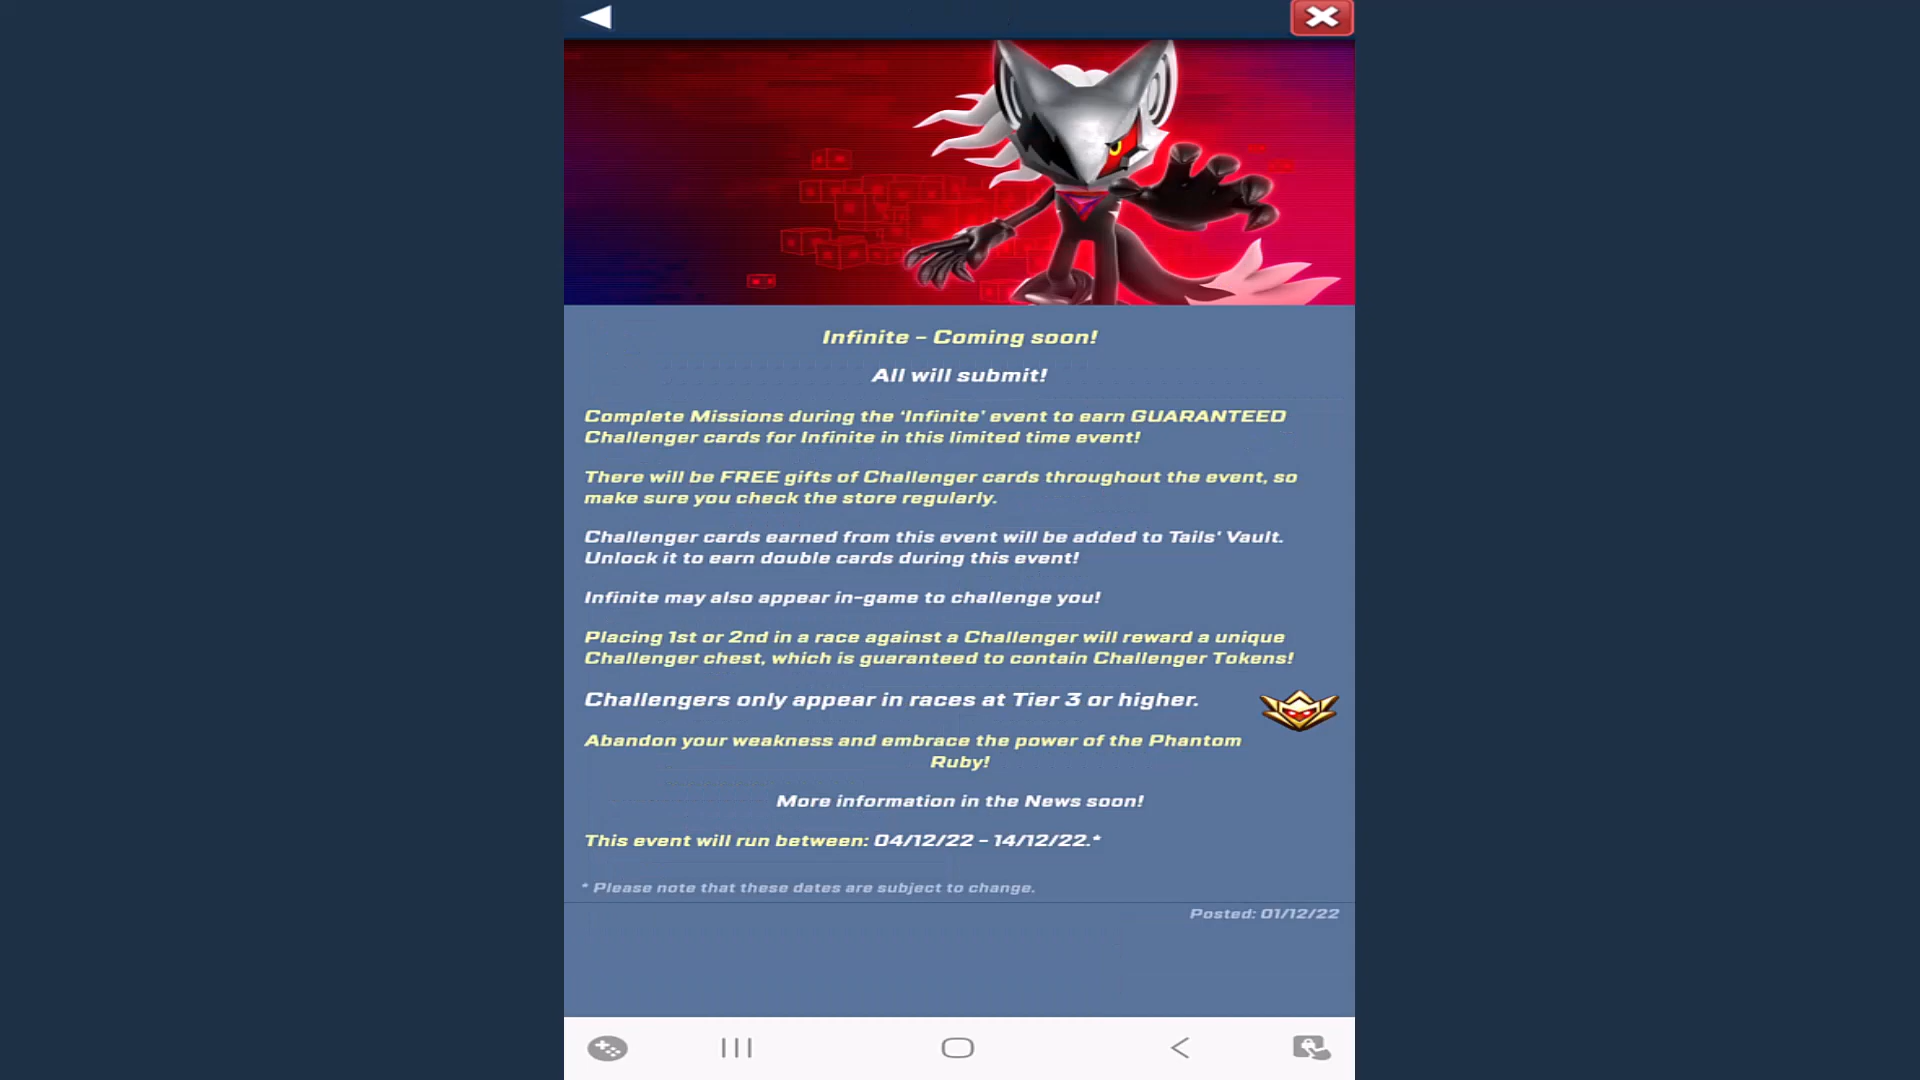 Infinite - Coming soon!
All will submit!
Complete Missions during the 'Infinite' event to earn GUARANTEED
Challenger cards for Infinite in this limited time event!
There will be FREE gifts of Challenger cards throughout the event, so
make sure you check the store regularly.
Challenger cards earned from this event will be added to Tails' Vault.
Unlock it to earn double cards during this event!
Infinite may also appear in-game to challenge you!
Placing 1st or 2nd in a race against a Challenger will reward a unique
Challenger chest, which is guaranteed to contain Challenger Tokens!
Challengers only appear in races at Tier 3 or higher.
Abandon your weakness and embrace the power of the Phantom
Ruby!
More information in the News soon!
This event will run between: 04/12/22 - 14/12/22.*
* Please note that these dates are subject to change.
Posted: 01/12/22